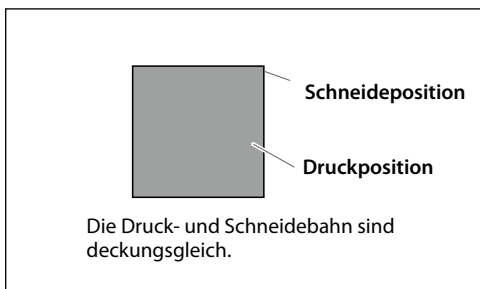 Schneideposition
Druckposition
Die Druck- und Schneidebahn sind
deckungsgleich.